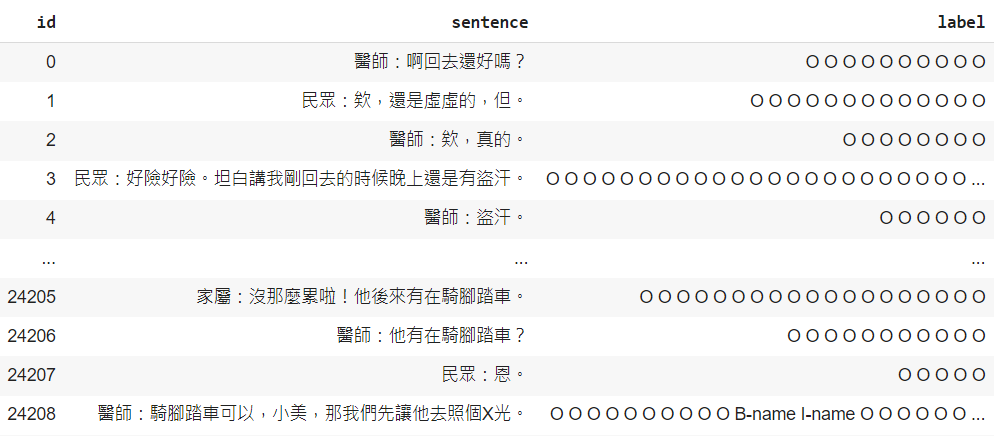 id sentence label
0 醫師：啊回去還好嗎？ O O O O O O O O O O
1 民眾：欸，還是虛虛的，但。 O O O O O O O O O O O O O
2 醫師：欸，真的。 O O O O O O O O
3 民眾：好險好險。坦白講我剛回去的時候晚上還是有盜汗。 O O O O O O O O O O O O O O O O O O O O O O O ...
4 醫師：盜汗。 O O O O O O
... ... ...
24205 家屬：沒那麼累啦！他後來有在騎腳踏車。 O O O O O O O O O O O O O O O O O O O
24206 醫師：他有在騎腳踏車？ O O O O O O O O O O O
24207 民眾：恩。 O O O O O
24208 醫師：騎腳踏車可以，小美，那我們先讓他去照個X光。 O O O O O O O O O O B-name I-name O O O O O O ...